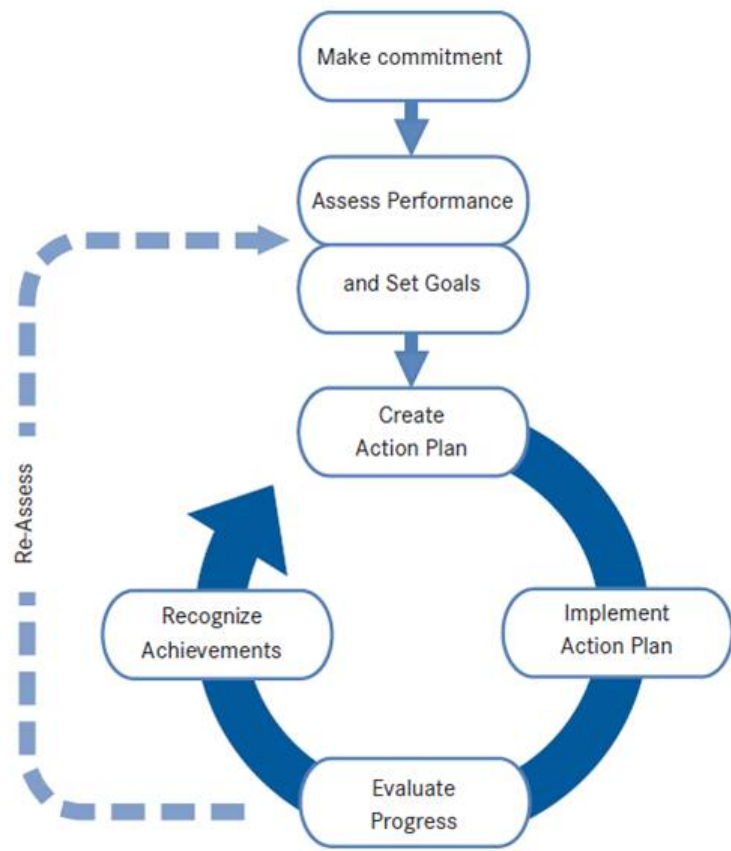 Make commitment
Assess Performance
and Set Goals
Create
Action Plan
Re-Assess
Recognize
Achievements
Implement
Action Plan
Evaluate
Progress